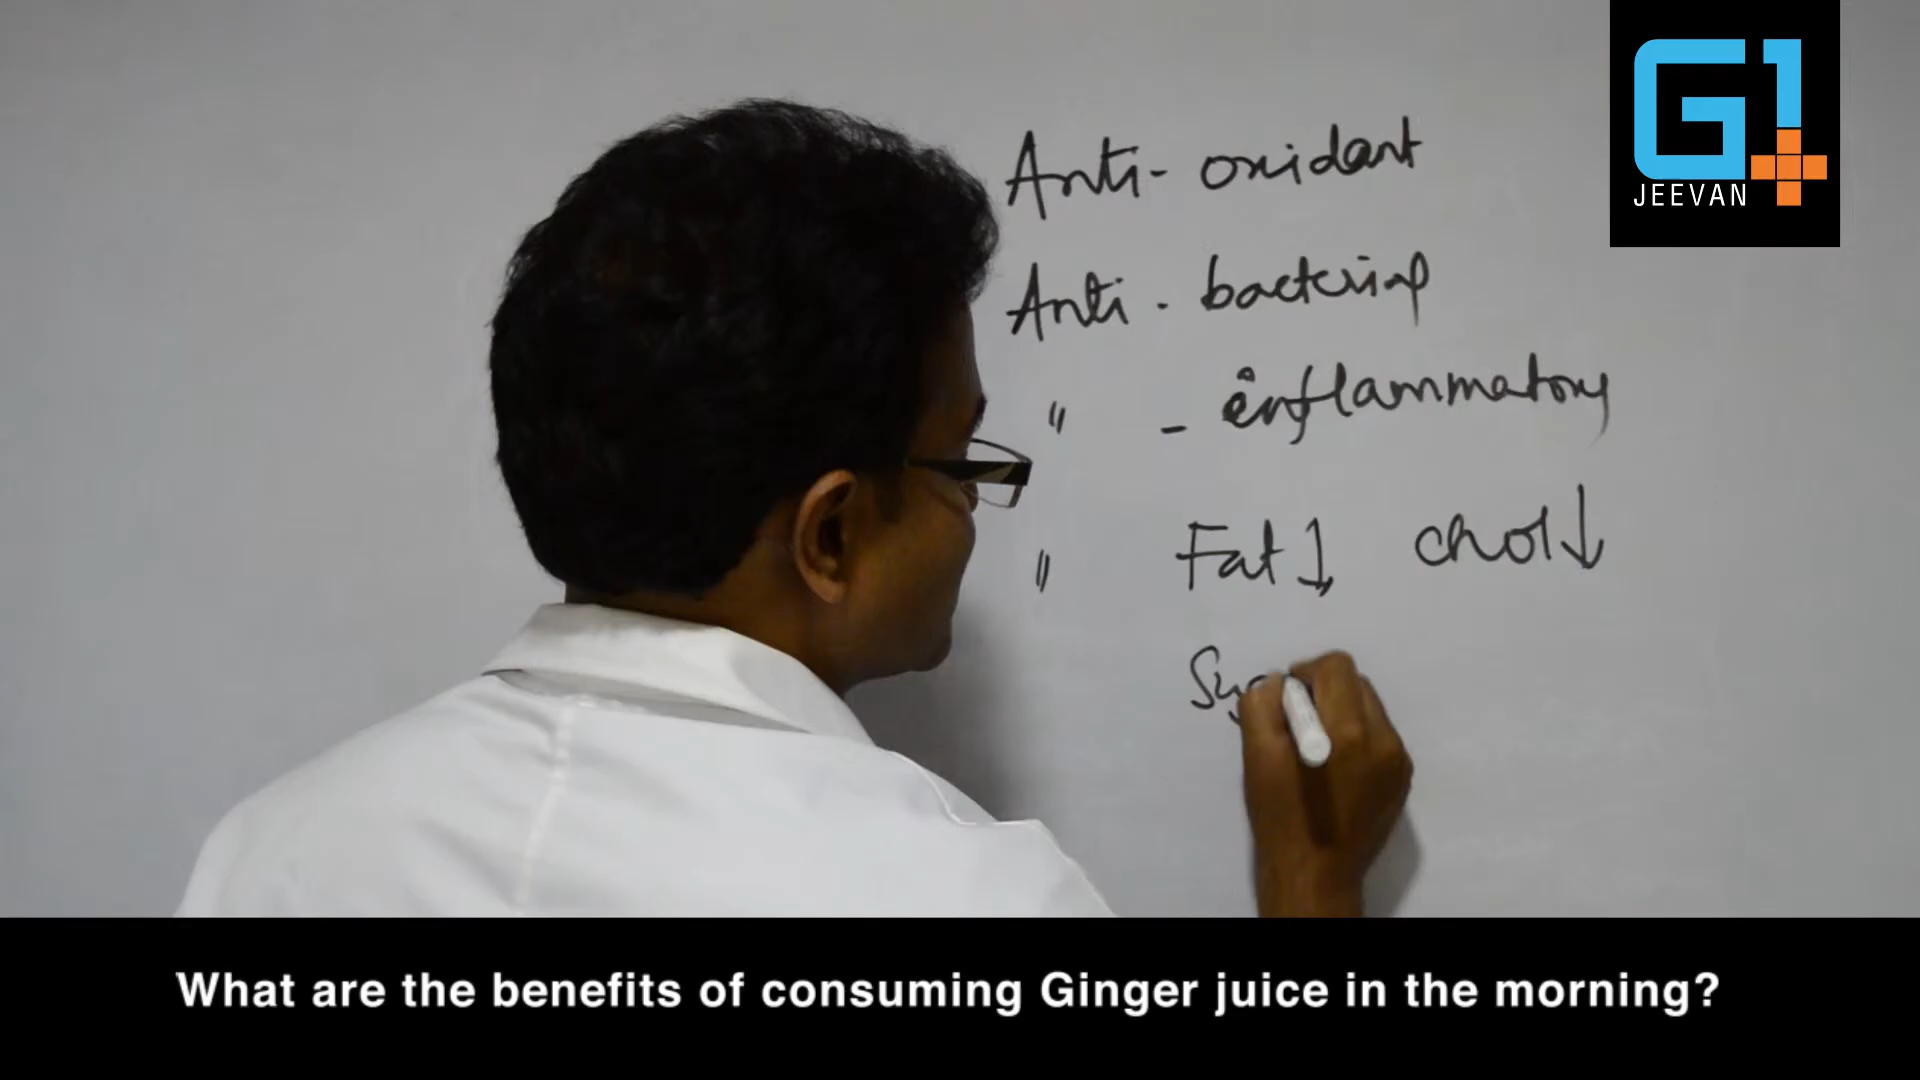 Anti - oxidant
Anti - bacterial
" - inflammatory
" Fat ↓ chol ↓
G1
JEEVAN
What are the benefits of consuming Ginger juice in the morning?